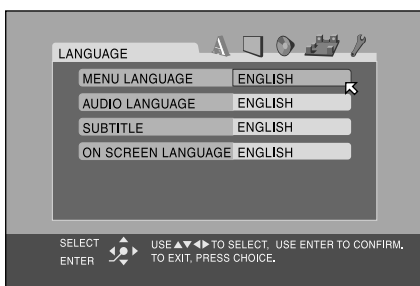 LANGUAGE
MENU LANGUAGE ENGLISH
AUDIO LANGUAGE ENGLISH
SUBTITLE ENGLISH
ON SCREEN LANGUAGE ENGLISH
SELECT USE ▲▼◀▶ TO SELECT, USE ENTER TO CONFIRM.
ENTER TO EXIT, PRESS CHOICE.